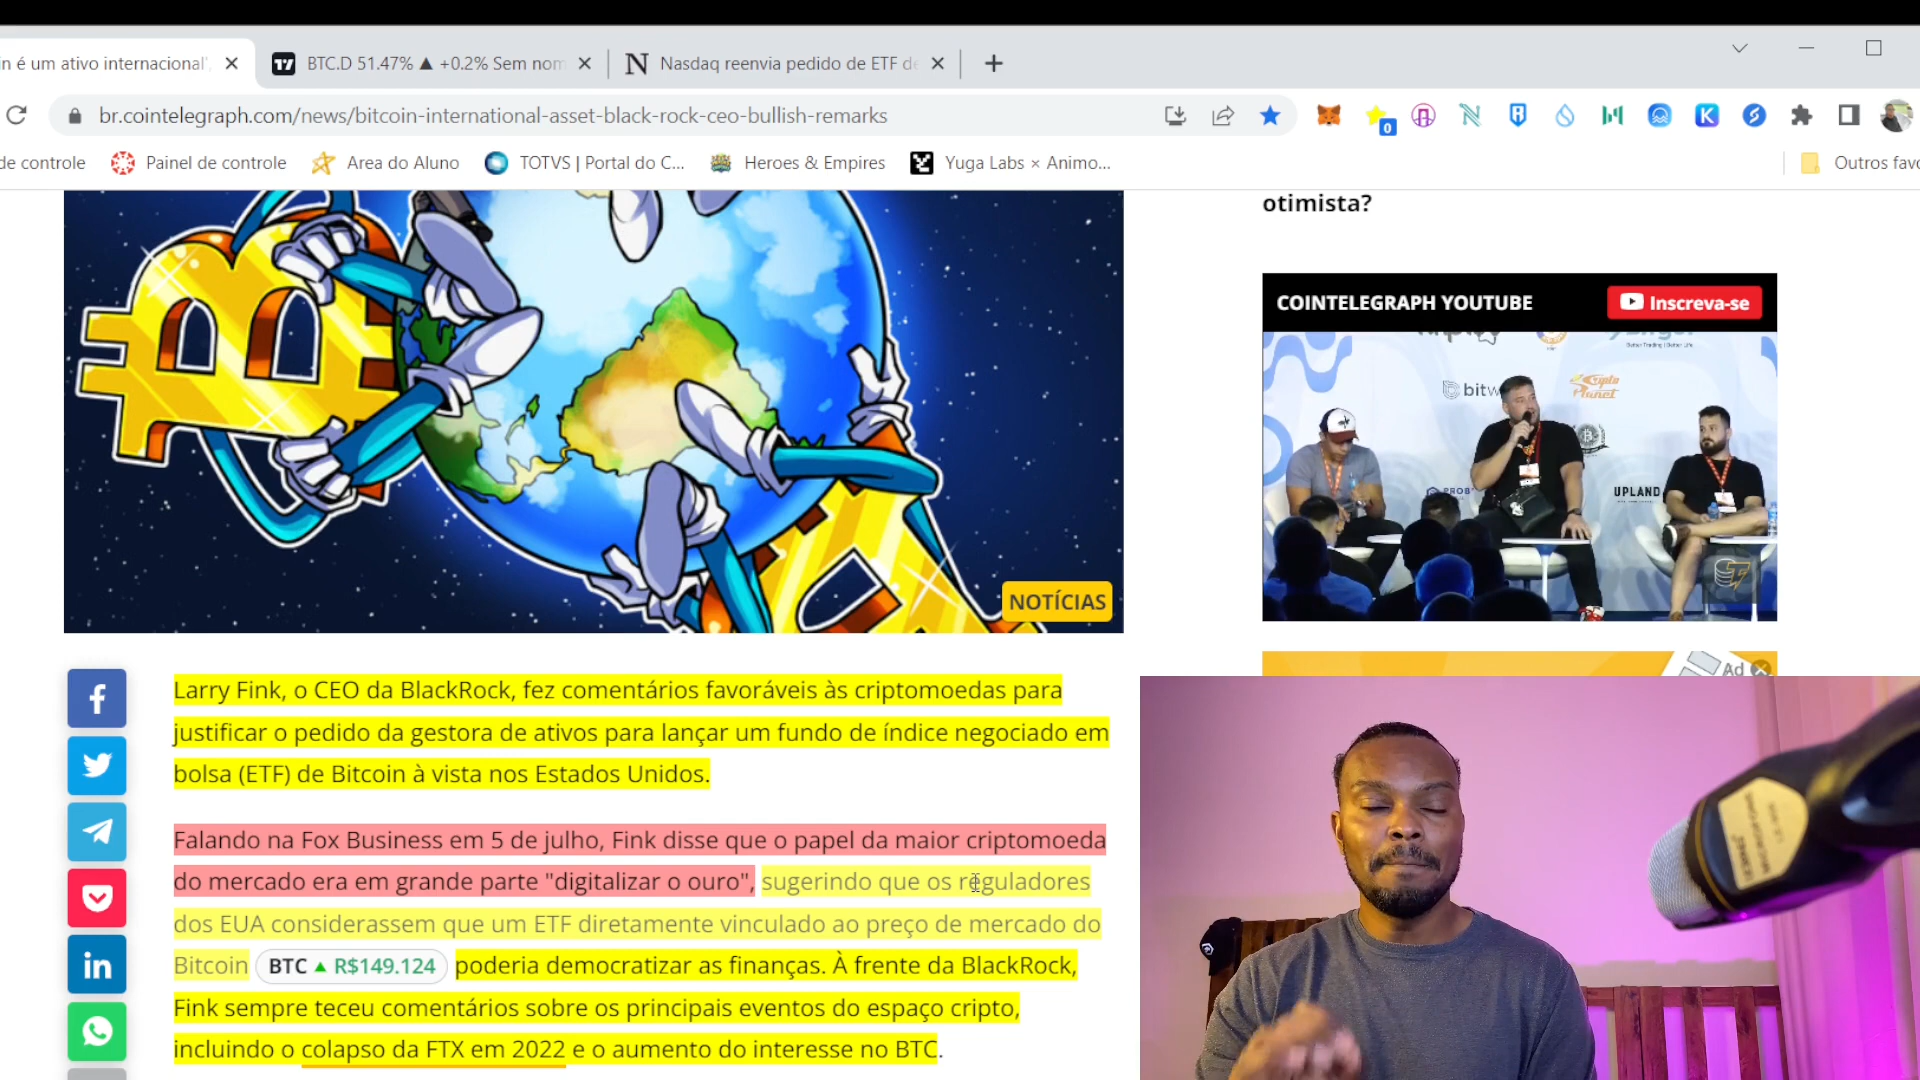 n é um ativo internacional',
BTC.D 51.47% ▲ +0.2% Sem nom
Nasdaq reenvia pedido de ETF de
br.cointelegraph.com/news/bitcoin-international-asset-black-rock-ceo-bullish-remarks
0
de controle
Painel de controle
Area do Aluno
TOTVS | Portal do C...
Heroes & Empires
Yuga Labs × Animo...
Outros favo
otimista?
COINTELEGRAPH YOUTUBE
Inscreva-se
bitw
UPLAND
NOTÍCIAS
Ad
Larry Fink, o CEO da BlackRock, fez comentários favoráveis às criptomoedas para
justificar o pedido da gestora de ativos para lançar um fundo de índice negociado em
bolsa (ETF) de Bitcoin à vista nos Estados Unidos.
Falando na Fox Business em 5 de julho, Fink disse que o papel da maior criptomoeda
do mercado era em grande parte "digitalizar o ouro", sugerindo que os reguladores
dos EUA considerassem que um ETF diretamente vinculado ao preço de mercado do
Bitcoin BTC ▲ R$149.124 poderia democratizar as finanças. À frente da BlackRock,
Fink sempre teceu comentários sobre os principais eventos do espaço cripto,
incluindo o colapso da FTX em 2022 e o aumento do interesse no BTC.